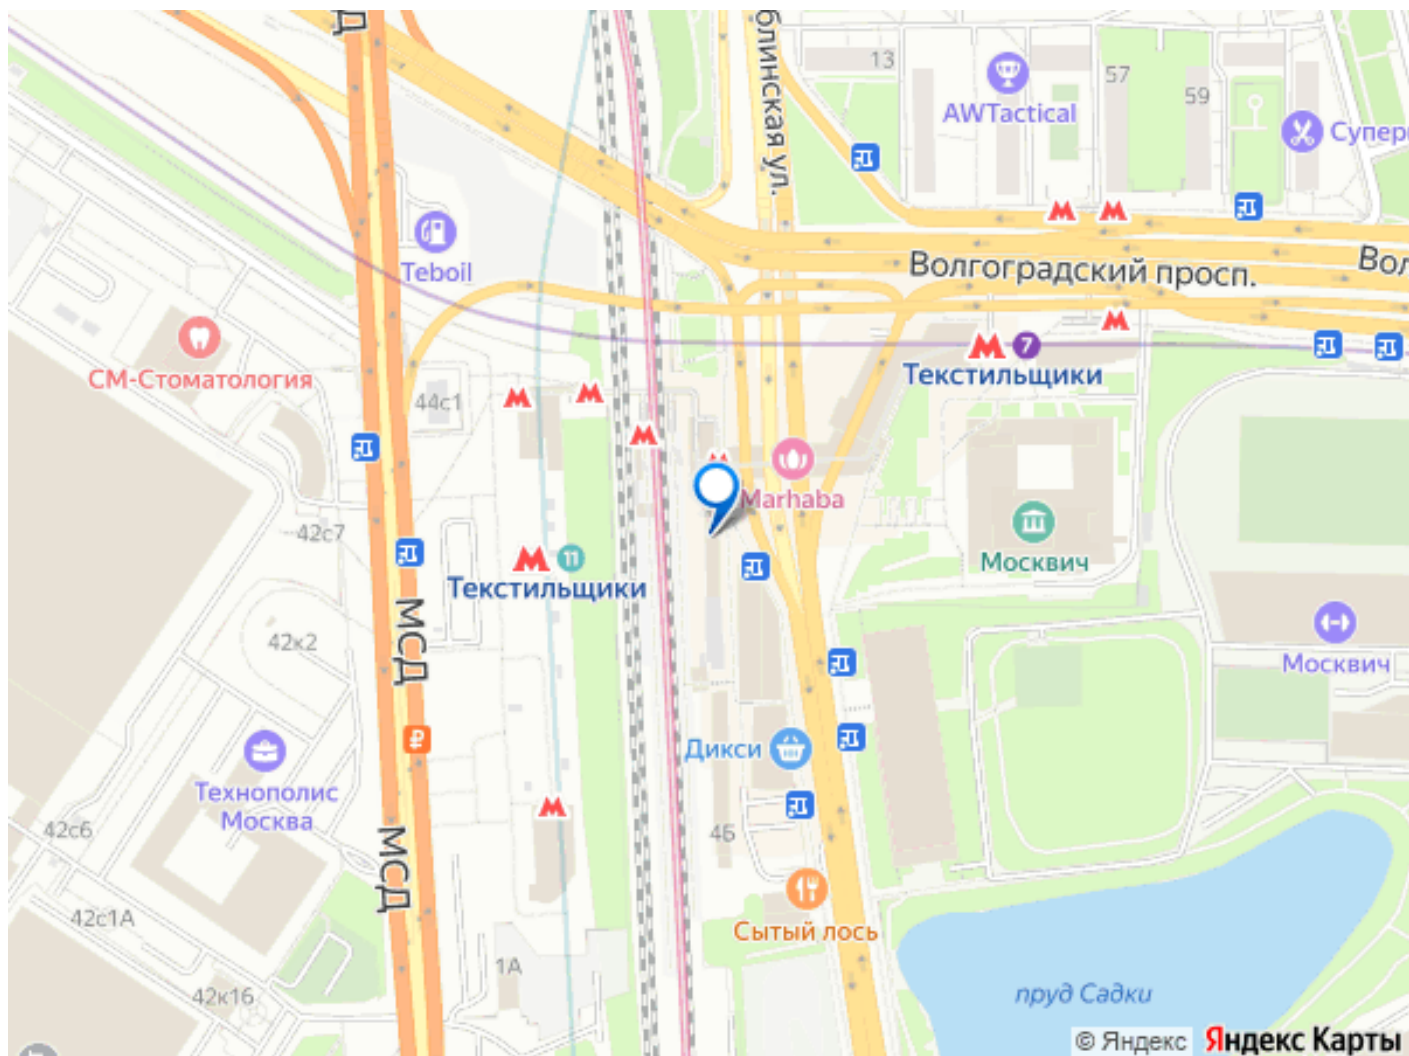 Д
блинская ул.
13
57
59
AWTactical
Супер
Teboil
Волгоградский просп.
Вол
СМ-Стоматология
7
Текстильщики
44с1
Marhaba
42с7
11
Текстильщики
Москвич
МСД
42к2
Москвич
₽
Дикси
Технополис
Москва
42с6
4Б
МСД
42с1А
Сытый лось
1А
42к16
пруд Садки
© Яндекс Яндекс Карты